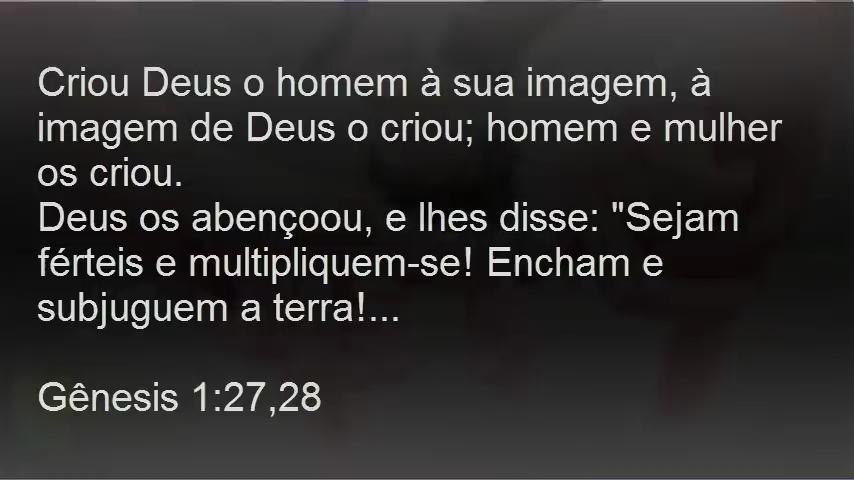 Criou Deus o homem à sua imagem, à
imagem de Deus o criou; homem e mulher
os criou.
Deus os abençoou, e lhes disse: "Sejam
férteis e multipliquem-se! Encham e
subjuguem a terra!...
Gênesis 1:27,28